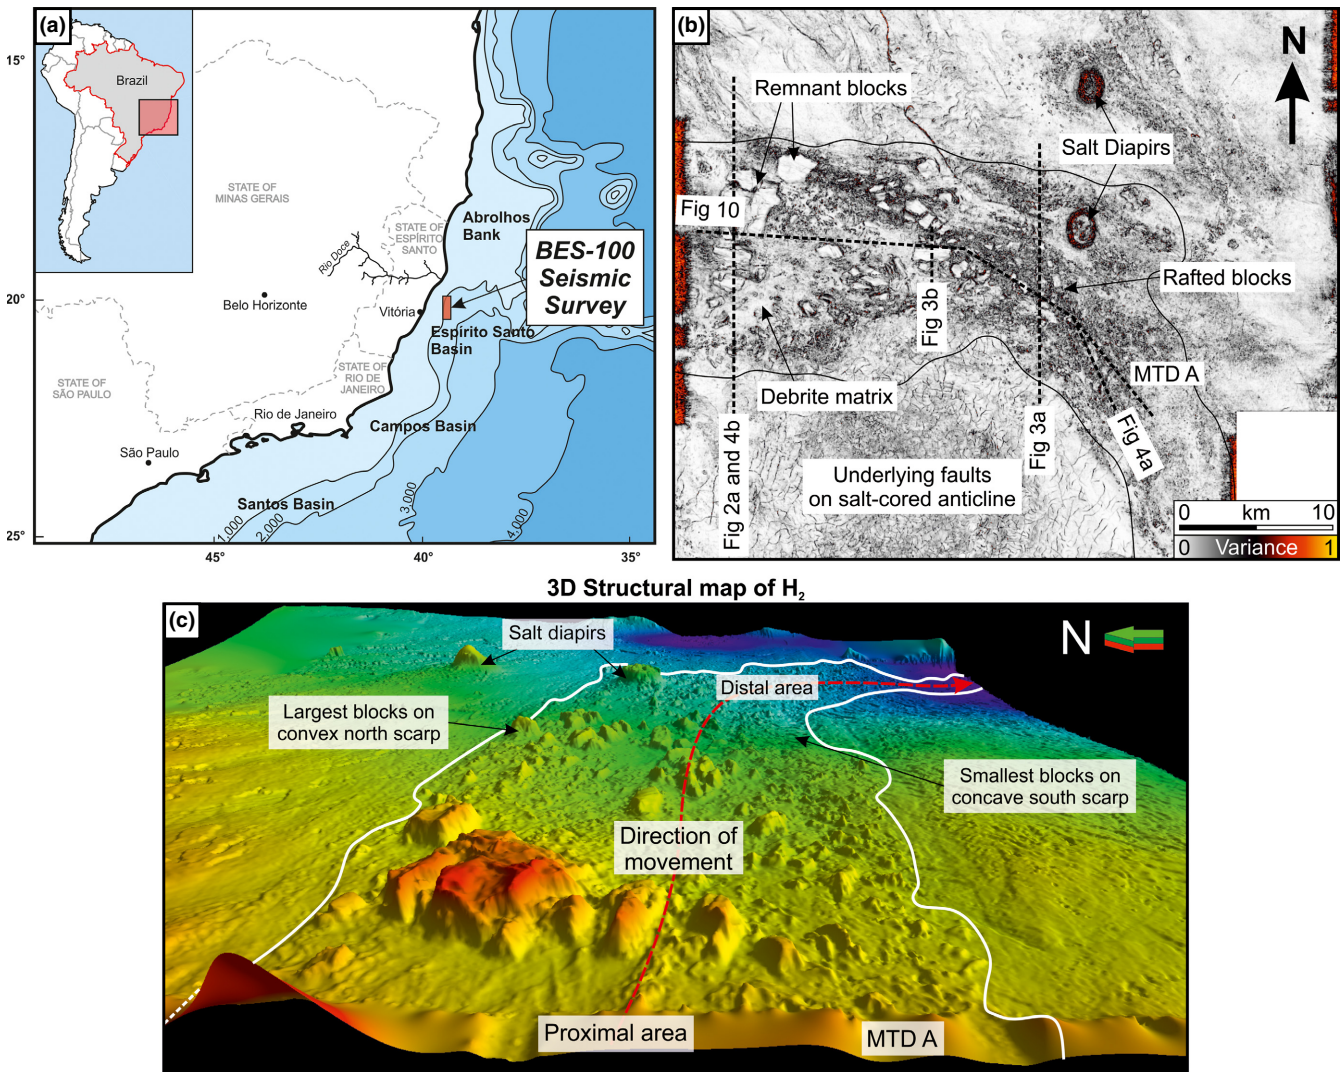 (a)
15°
Brazil
STATE OF
MINAS GERAIS
Abrolhos
Bank
STATE OF
ESPÍRITO
SANTO
Rio Doce
BES-100
Seismic
Survey
20°
Belo Horizonte
Vitória
Espírito Santo
Basin
STATE OF
RIO DE
JANEIRO
STATE OF
SÃO PAULO
Rio de Janeiro
Campos Basin
São Paulo
Santos Basin
1,000
2,000
3,000
4,000
25°
45°
40°
35°
(b)
N
Remnant blocks
Salt Diapirs
Fig 10
Rafted blocks
Fig 3b
MTD A
Debrite matrix
Fig 2a and 4b
Fig 3a
Fig 4a
Underlying faults
on salt-cored anticline
0 km 10
0 Variance 1
3D Structural map of H2
(c)
Salt diapirs
N
Distal area
Largest blocks on
convex north scarp
Smallest blocks on
concave south scarp
Direction of
movement
Proximal area
MTD A